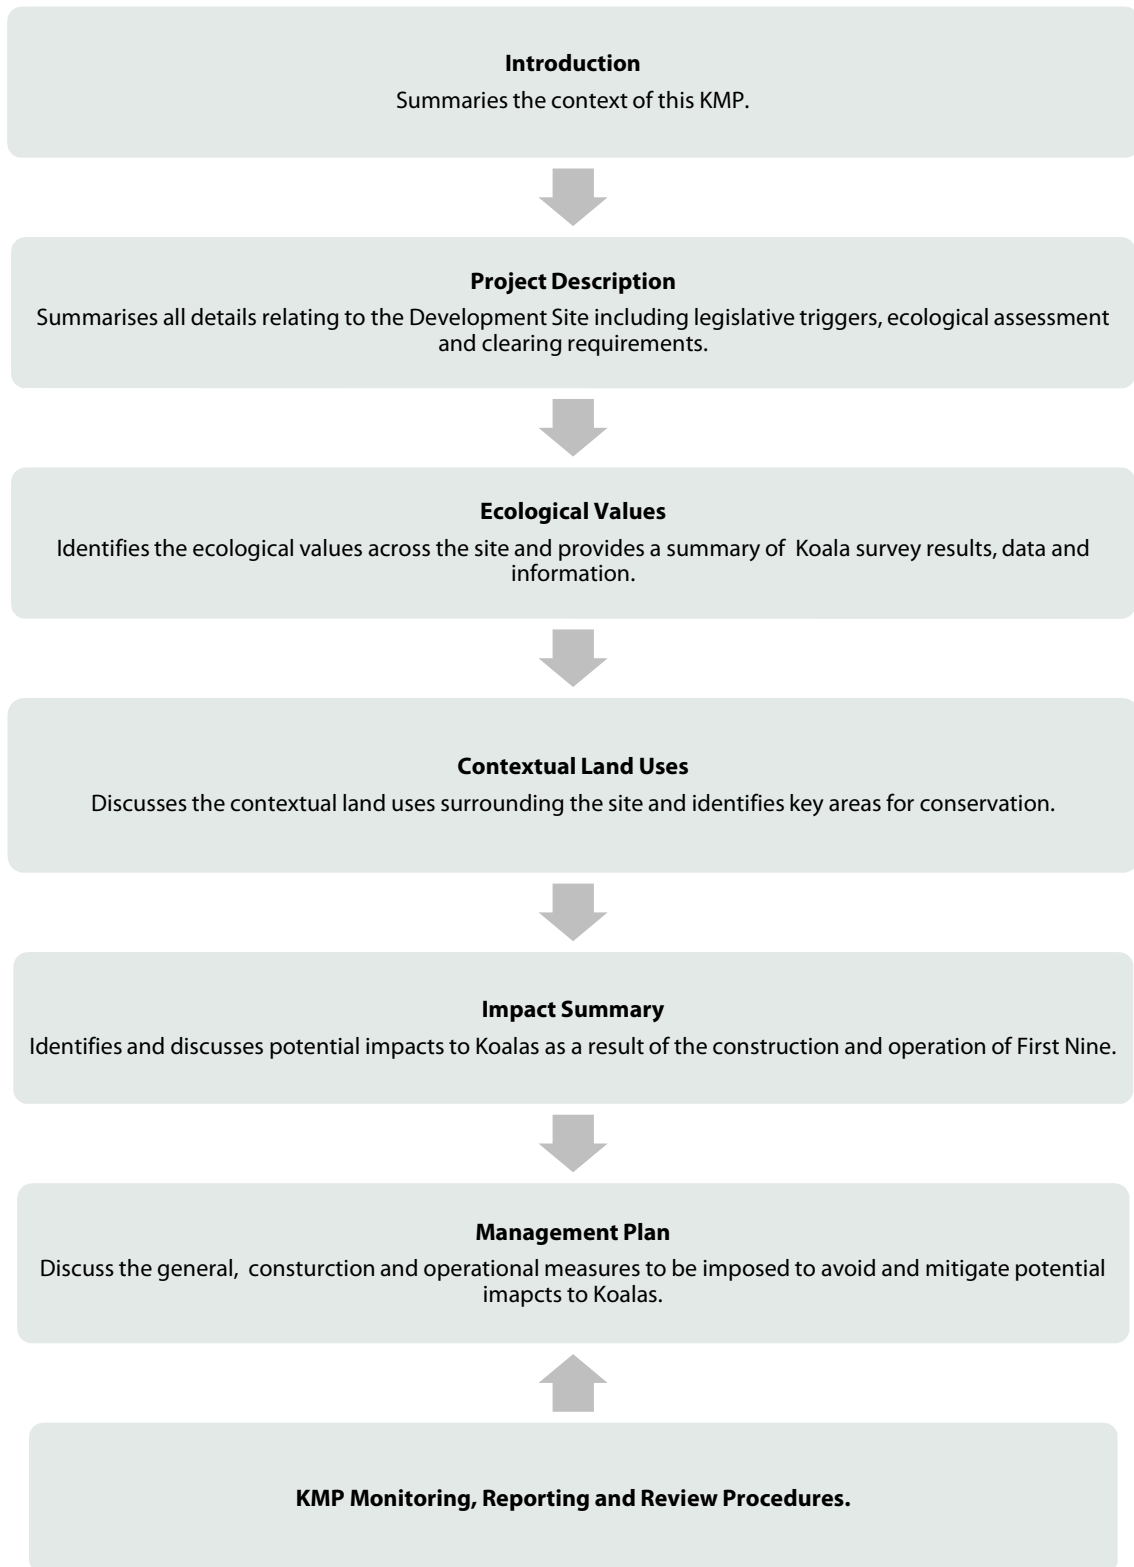 Introduction
Summaries the context of this KMP.
Project Description
Summarises all details relating to the Development Site including legislative triggers, ecological assessment
and clearing requirements.
Ecological Values
Identifies the ecological values across the site and provides a summary of  Koala survey results, data and
information.
Contextual Land Uses
Discusses the contextual land uses surrounding the site and identifies key areas for conservation.
Impact Summary
Identifies and discusses potential impacts to Koalas as a result of the construction and operation of First Nine.
Management Plan
Discuss the general,  consturction and operational measures to be imposed to avoid and mitigate potential
imapcts to Koalas.
KMP Monitoring, Reporting and Review Procedures.